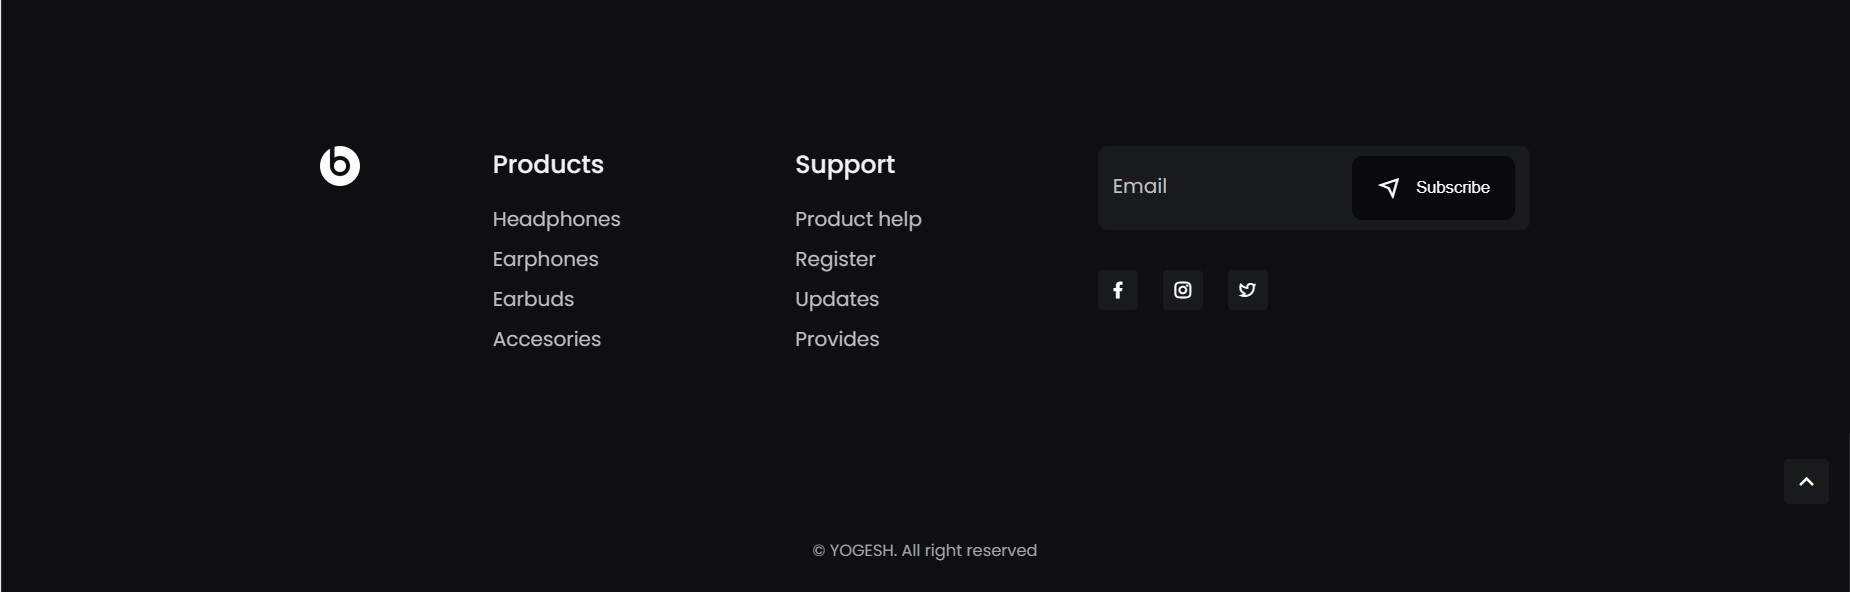 Products
Headphones
Earphones
Earbuds
Accesories
Support
Product help
Register
Updates
Provides
Email
Subscribe
© YOGESH. All right reserved